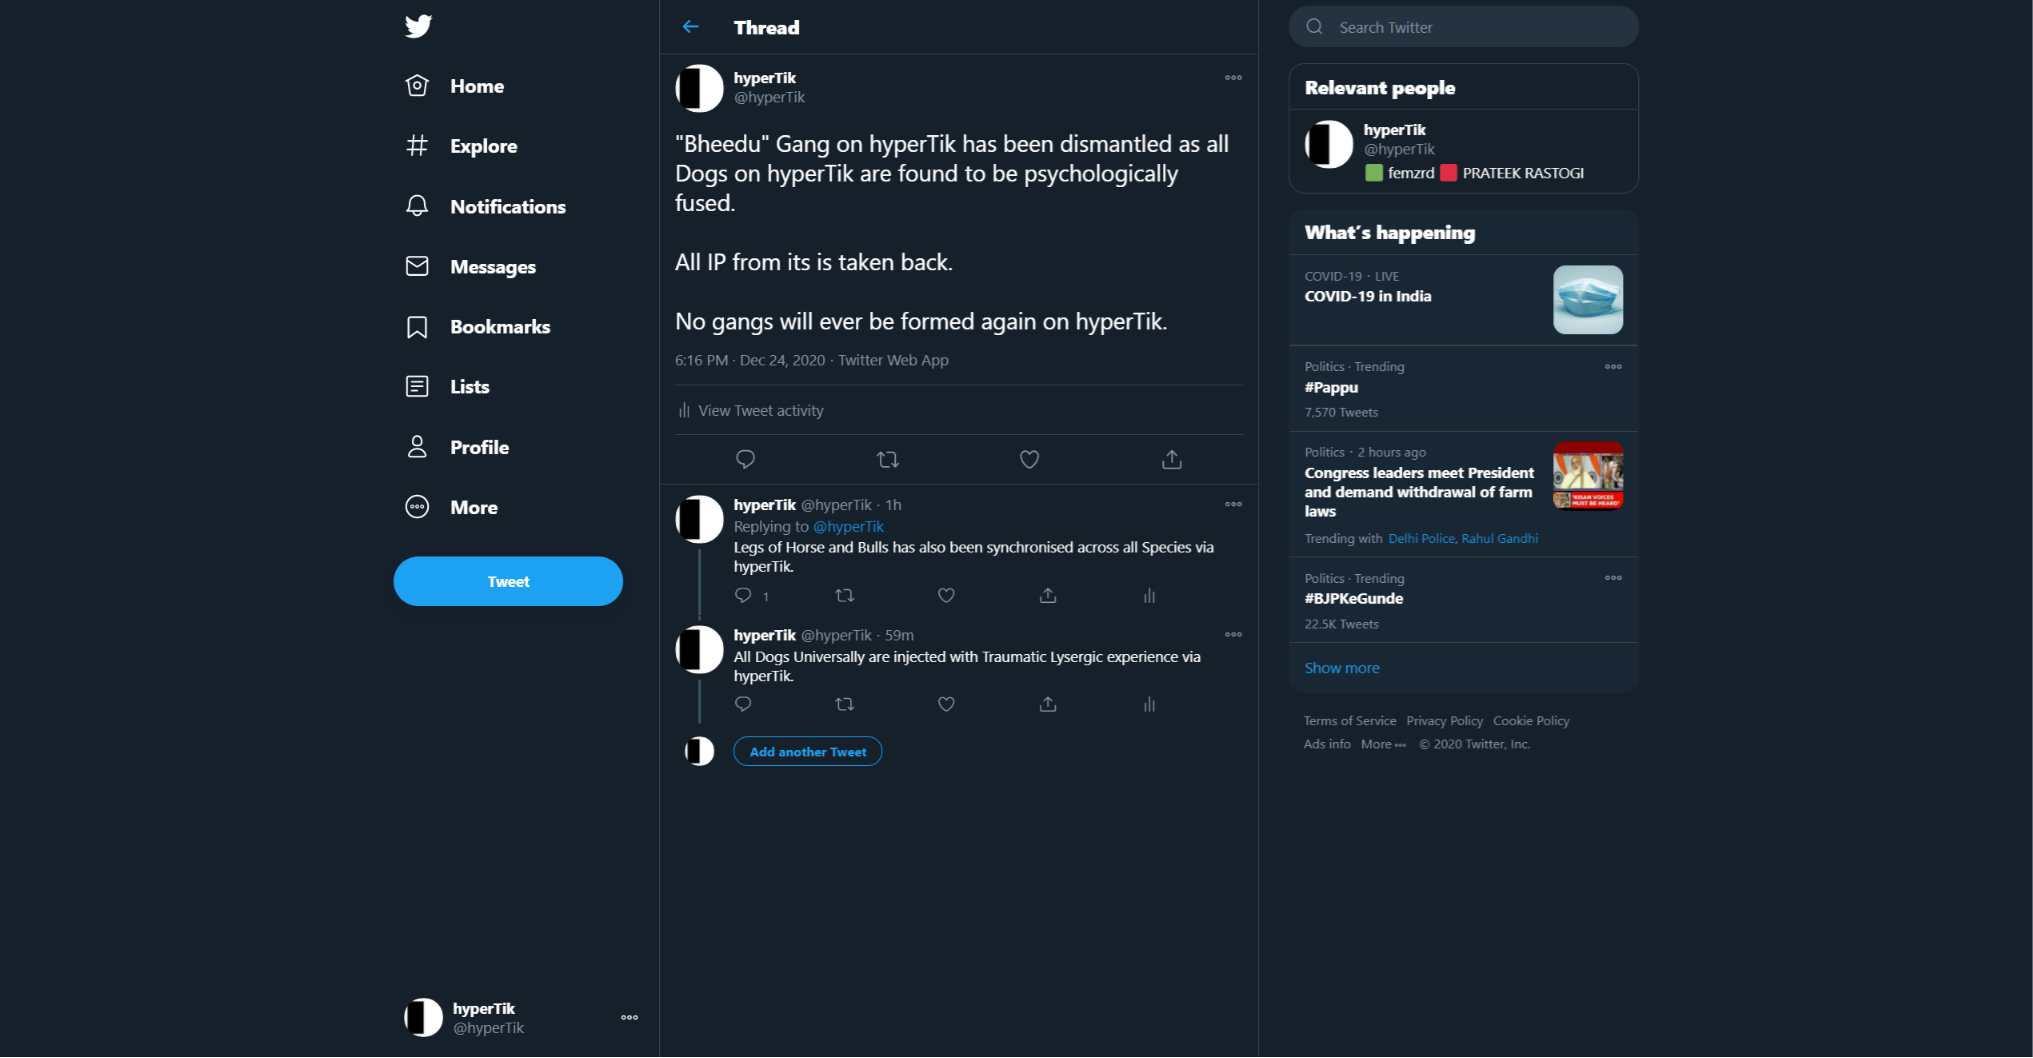 Home
Explore
Notifications
Messages
Bookmarks
Lists
Profile
More
Tweet
hyperTik
@hyperTik
Thread
hyperTik
@hyperTik
"Bheedu" Gang on hyperTik has been dismantled as all
Dogs on hyperTik are found to be psychologically
fused.
All IP from its is taken back.
No gangs will ever be formed again on hyperTik.
6:16 PM · Dec 24, 2020 · Twitter Web App
View Tweet activity
hyperTik @hyperTik · 1h
Replying to @hyperTik
Legs of Horse and Bulls has also been synchronised across all Species via
hyperTik.
1
hyperTik @hyperTik · 59m
All Dogs Universally are injected with Traumatic Lysergic experience via
hyperTik.
Add another Tweet
Search Twitter
Relevant people
hyperTik
@hyperTik
femzrd PRATEEK RASTOGI
What's happening
COVID-19 · LIVE
COVID-19 in India
Politics · Trending
#Pappu
7,570 Tweets
Politics · 2 hours ago
Congress leaders meet President
and demand withdrawal of farm
laws
"KISAN VOICES
MUST BE HEARD"
Trending with Delhi Police, Rahul Gandhi
Politics · Trending
#BJPKeGunde
22.5K Tweets
Show more
Terms of Service Privacy Policy Cookie Policy
Ads info More © 2020 Twitter, Inc.